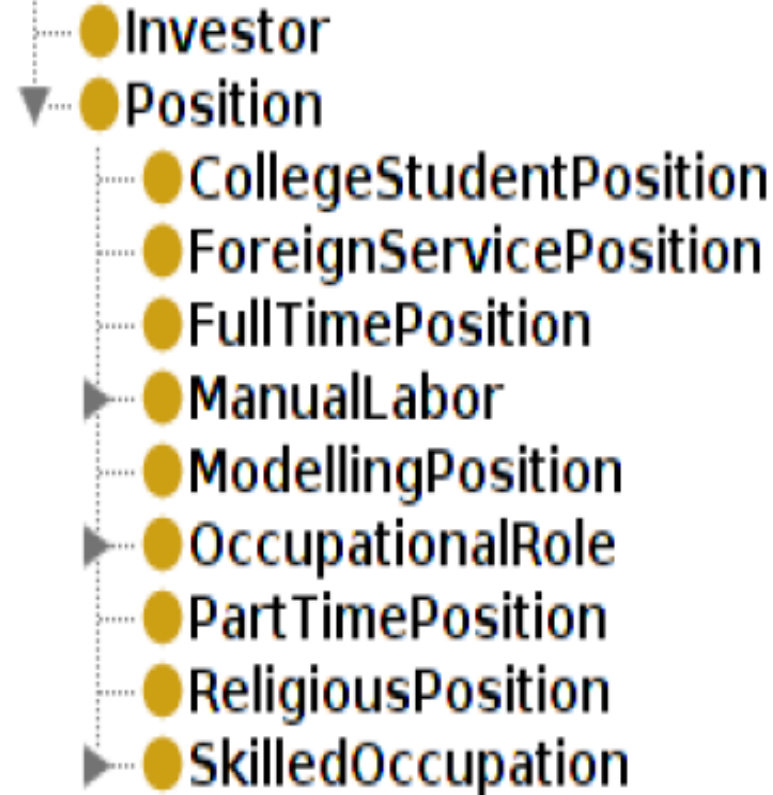 Investor
Position
CollegeStudentPosition
ForeignServicePosition
FullTimePosition
ManualLabor
ModellingPosition
OccupationalRole
PartTimePosition
ReligiousPosition
SkilledOccupation